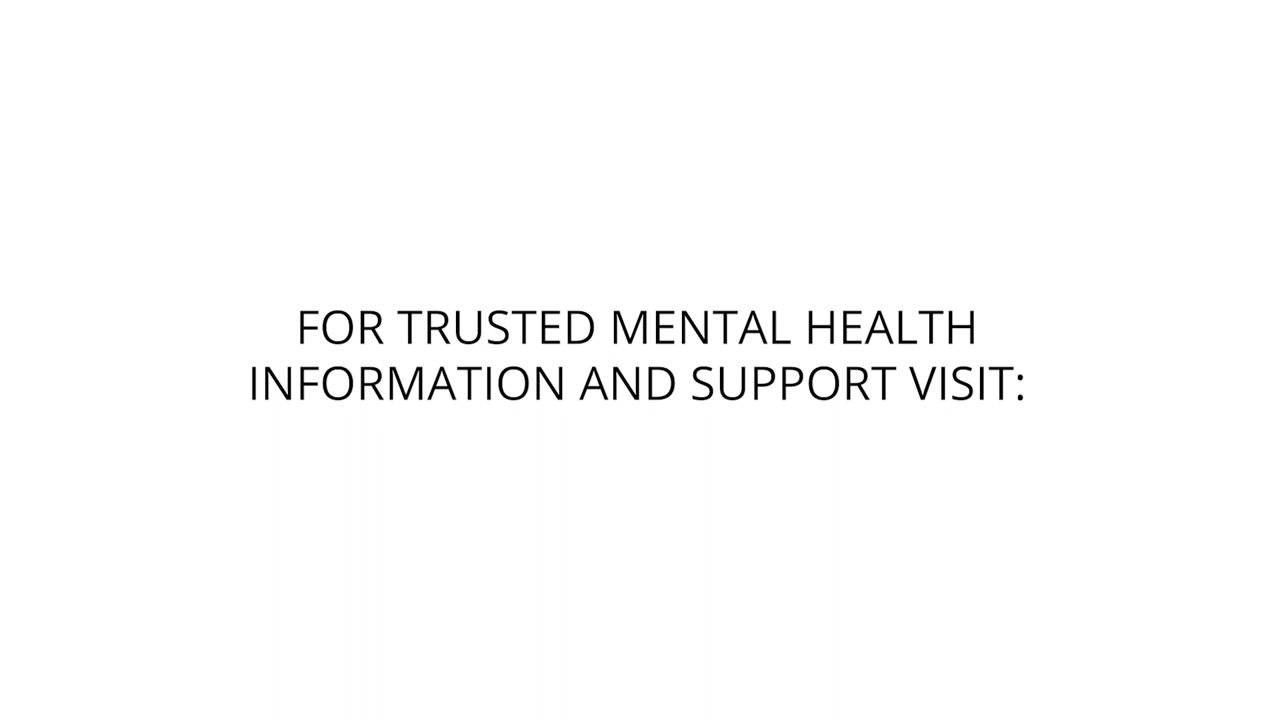 FOR TRUSTED MENTAL HEALTH
INFORMATION AND SUPPORT VISIT: